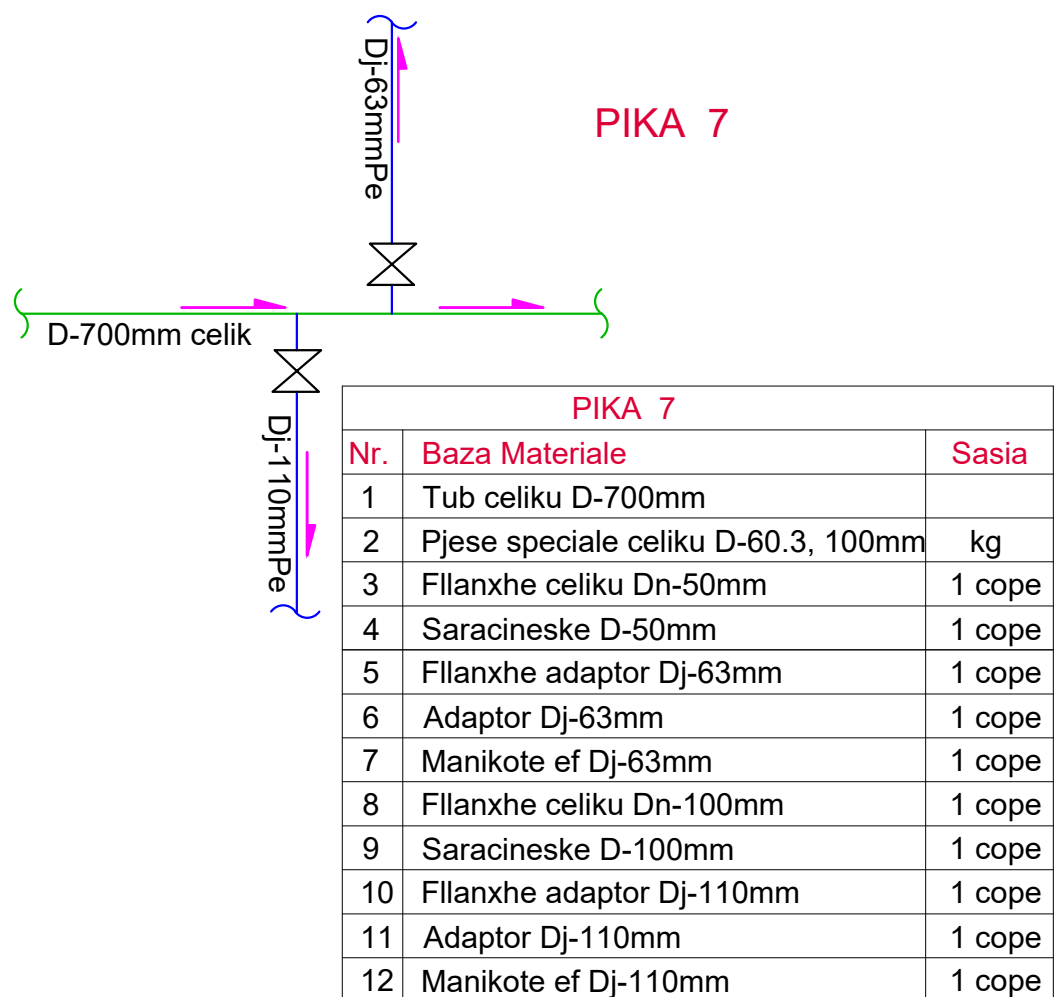 Dj-63mmPe
PIKA 7
D-700mm celik
Dj-110mmPe
PIKA 7
Nr. Baza Materiale Sasia
1 Tub celiku D-700mm
2 Pjese speciale celiku D-60.3, 100mm kg
3 Fllanxhe celiku Dn-50mm 1 cope
4 Saracineske D-50mm 1 cope
5 Fllanxhe adaptor Dj-63mm 1 cope
6 Adaptor Dj-63mm 1 cope
7 Manikote ef Dj-63mm 1 cope
8 Fllanxhe celiku Dn-100mm 1 cope
9 Saracineske D-100mm 1 cope
10 Fllanxhe adaptor Dj-110mm 1 cope
11 Adaptor Dj-110mm 1 cope
12 Manikote ef Dj-110mm 1 cope